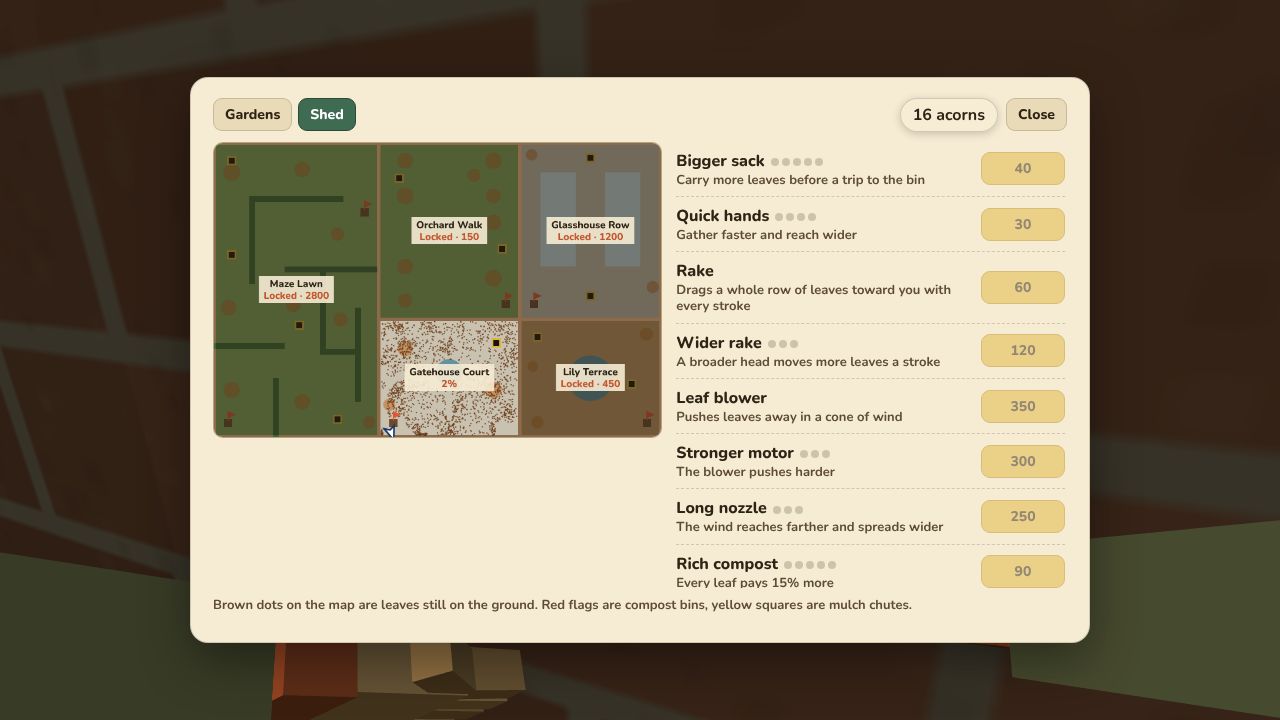 Gardens
Shed
16 acorns
Close
Maze Lawn
Locked · 2800
Orchard Walk
Locked · 150
Glasshouse Row
Locked · 1200
Gatehouse Court
2%
Lily Terrace
Locked · 450
Bigger sack
Carry more leaves before a trip to the bin
40
Quick hands
Gather faster and reach wider
30
Rake
Drags a whole row of leaves toward you with
every stroke
60
Wider rake
A broader head moves more leaves a stroke
120
Leaf blower
Pushes leaves away in a cone of wind
350
Stronger motor
The blower pushes harder
300
Long nozzle
The wind reaches farther and spreads wider
250
Rich compost
Every leaf pays 15% more
90
Brown dots on the map are leaves still on the ground. Red flags are compost bins, yellow squares are mulch chutes.